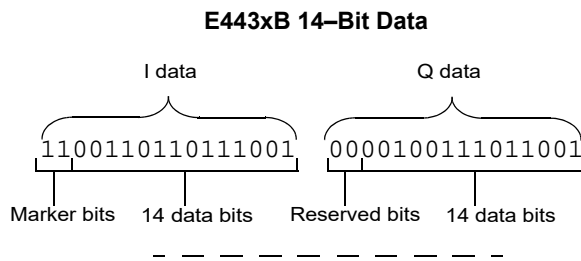 E443xB 14–Bit Data
I data Q data
1100110110111001 0000100111011001
Marker bits 14 data bits Reserved bits 14 data bits